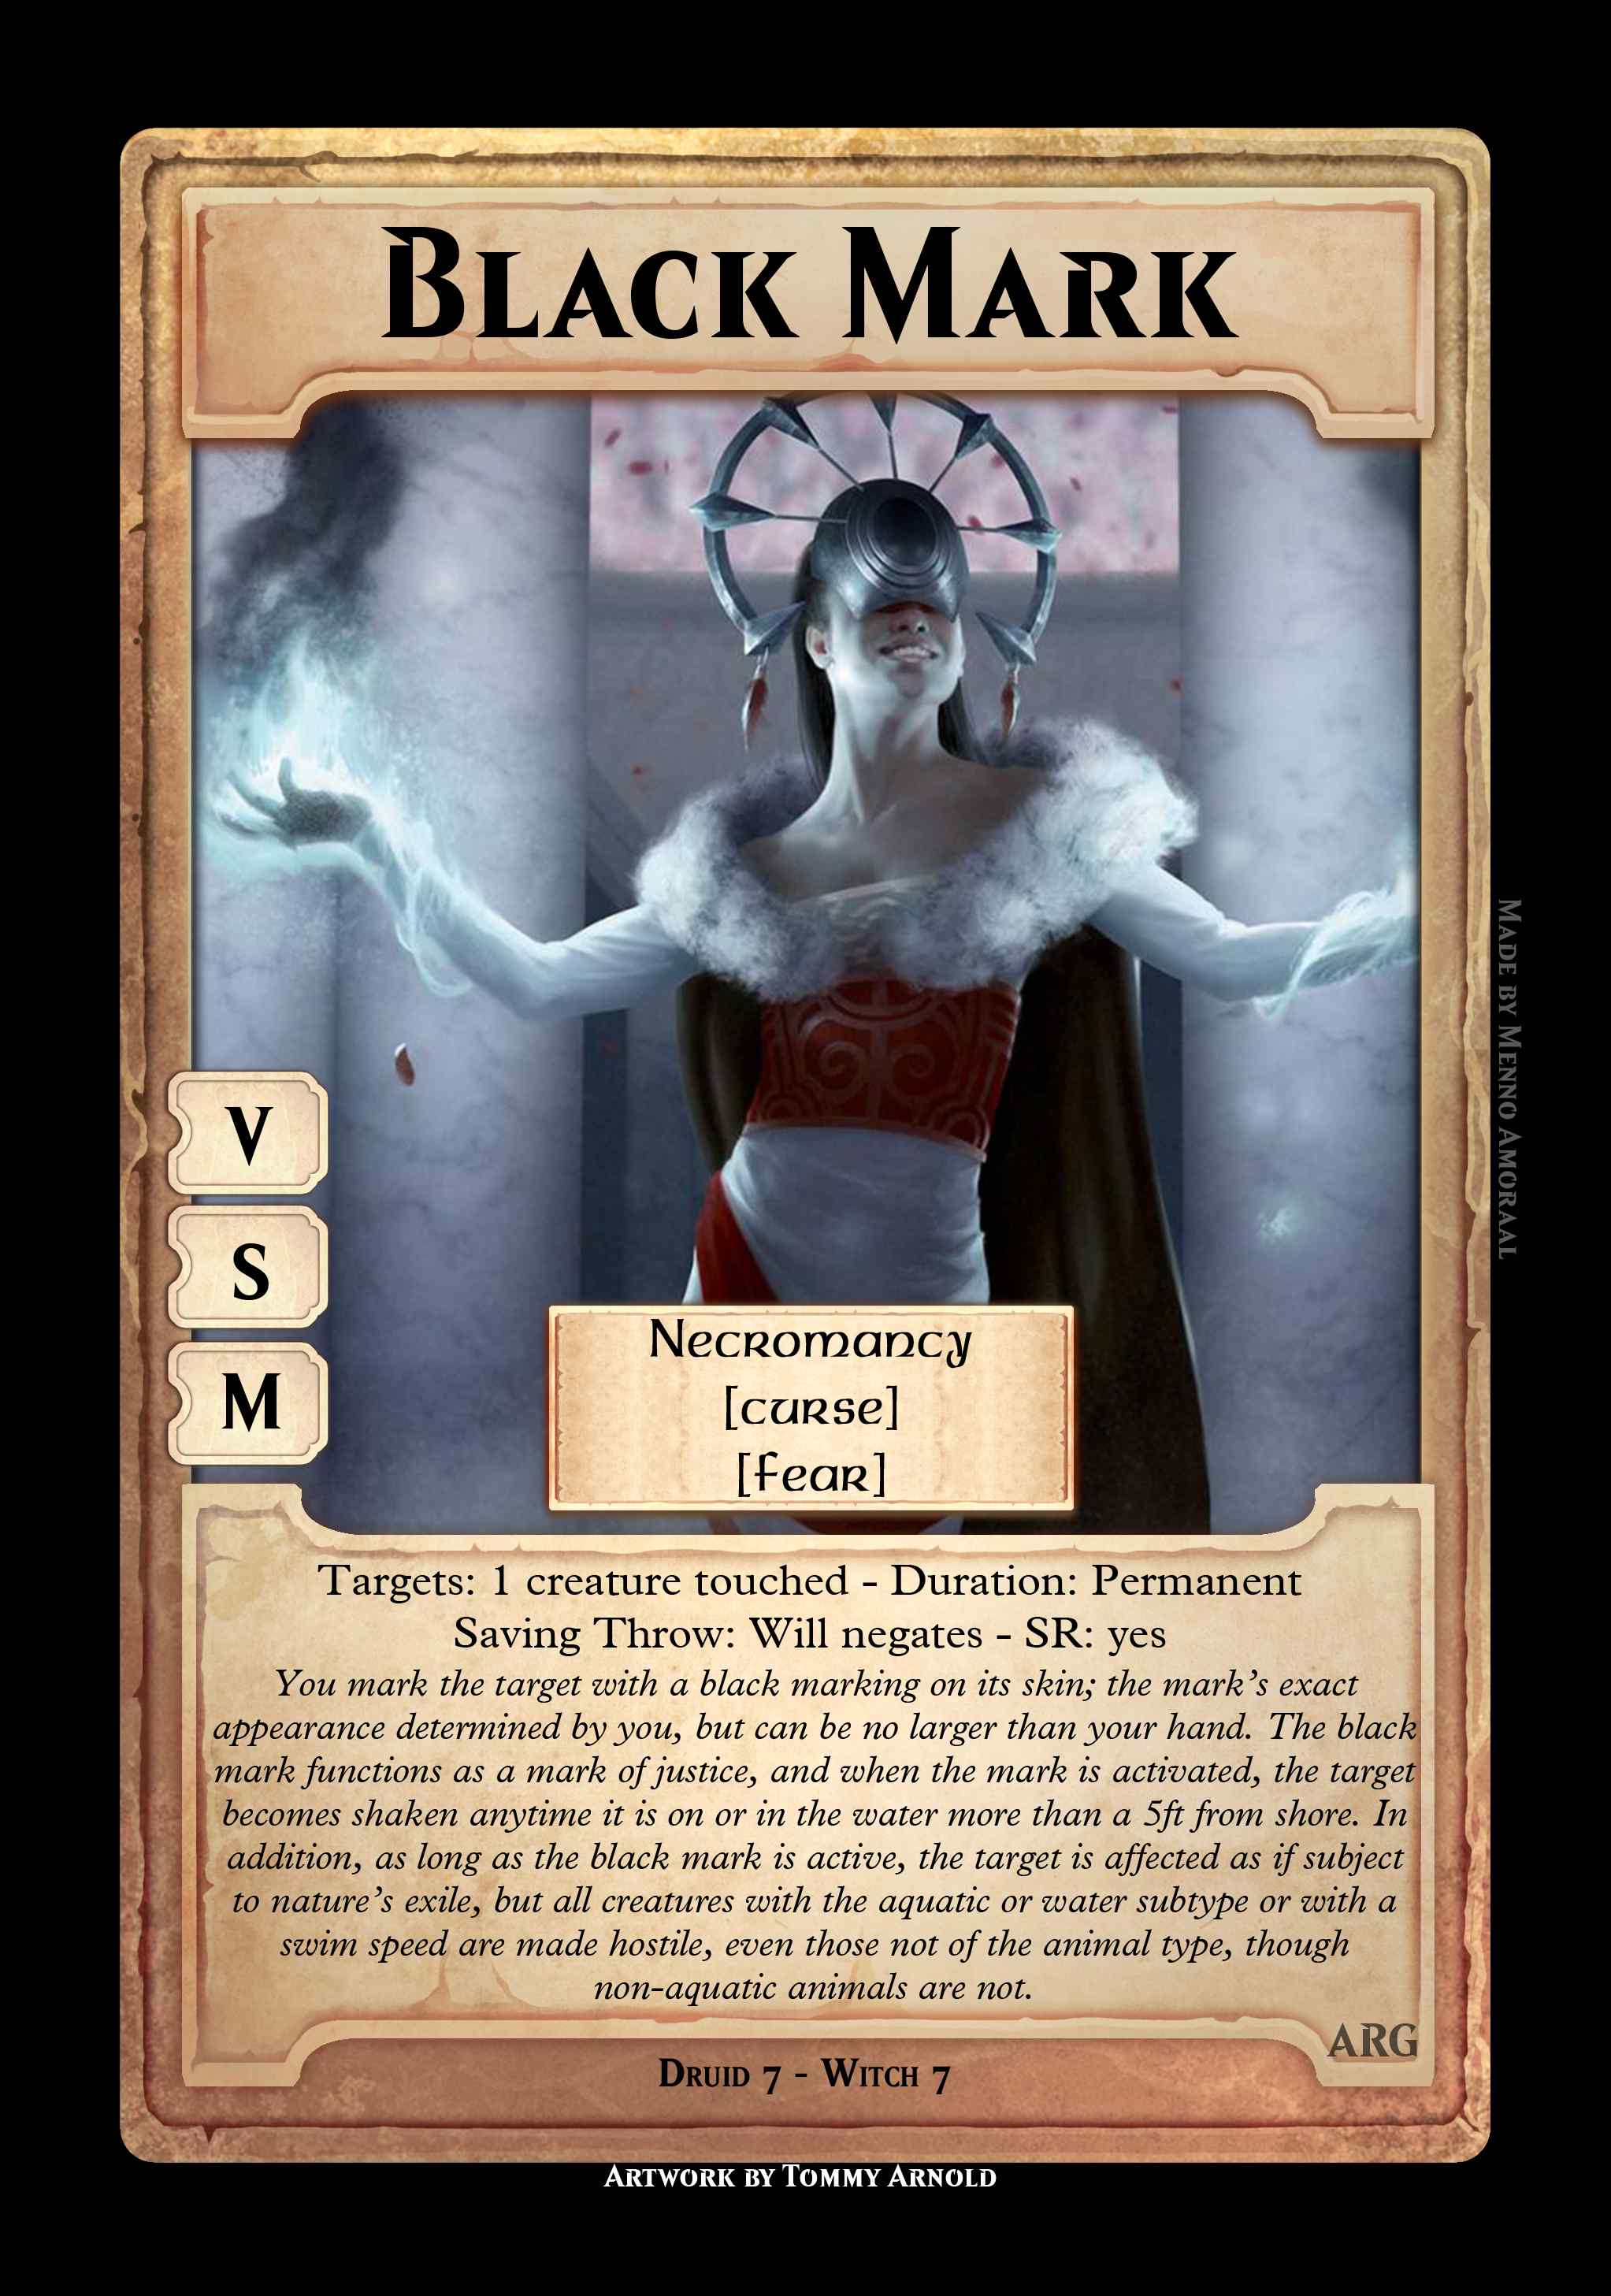 Black Mark
V
S
M
Necromancy
[curse]
[fear]
Targets: 1 creature touched - Duration: Permanent
Saving Throw: Will negates - SR: yes
You mark the target with a black marking on its skin; the mark's exact
appearance determined by you, but can be no larger than your hand. The black
mark functions as a mark of justice, and when the mark is activated, the target
becomes shaken anytime it is on or in the water more than a 5ft from shore. In
addition, as long as the black mark is active, the target is affected as if subject
to nature's exile, but all creatures with the aquatic or water subtype or with a
swim speed are made hostile, even those not of the animal type, though
non-aquatic animals are not.
ARG
Druid 7 - Witch 7
Artwork by Tommy Arnold
Made by Menno Amoraal